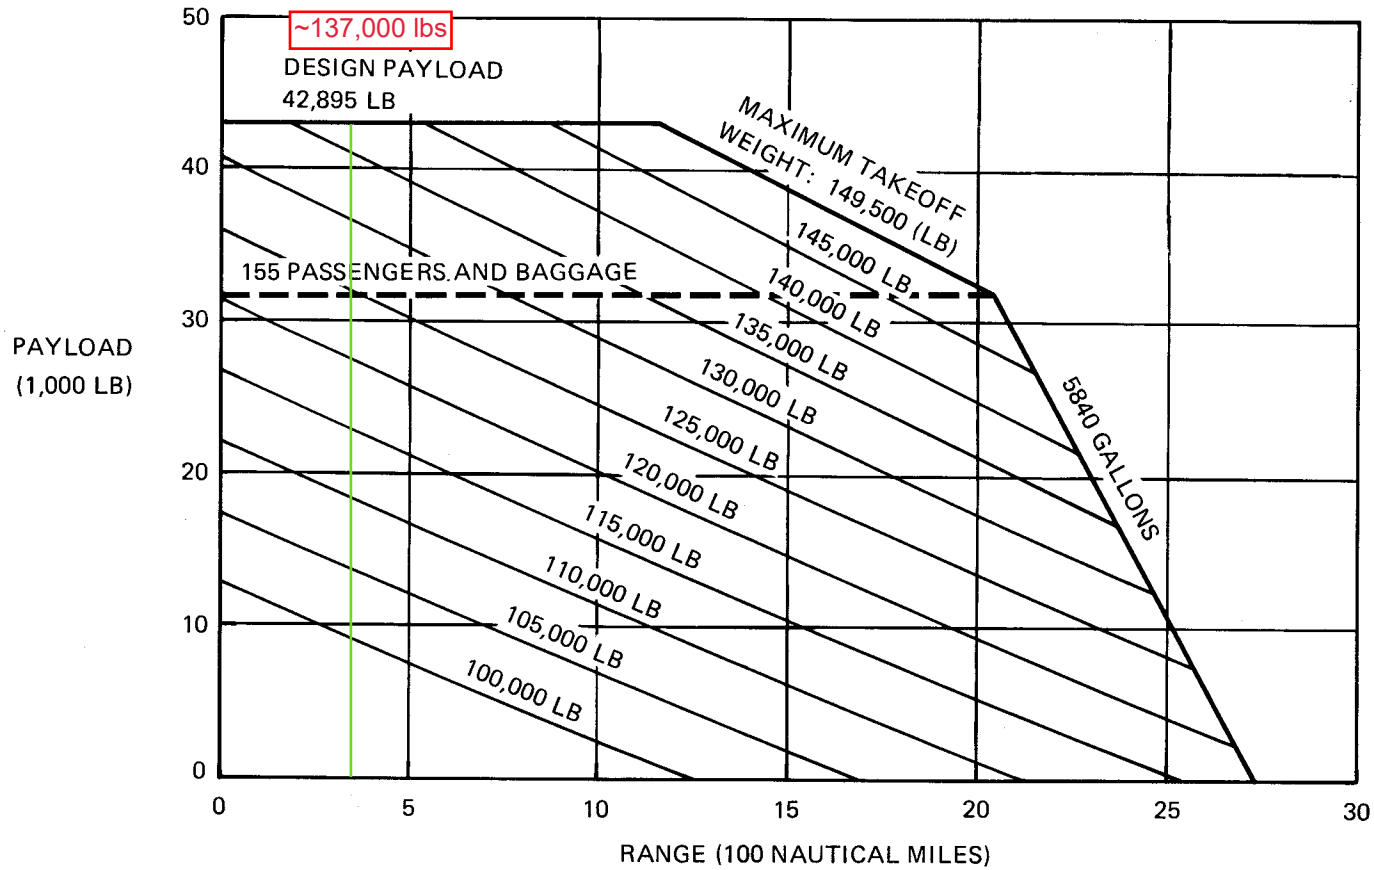 50
~137,000 lbs
DESIGN PAYLOAD
42,895 LB
MAXIMUM TAKEOFF
WEIGHT: 149,500 (LB)
40
145,000 LB
155 PASSENGERS AND BAGGAGE
140,000 LB
30
135,000 LB
PAYLOAD
(1,000 LB)
130,000 LB
5840 GALLONS
125,000 LB
20
120,000 LB
115,000 LB
110,000 LB
10
105,000 LB
100,000 LB
0
0 5 10 15 20 25 30
RANGE (100 NAUTICAL MILES)